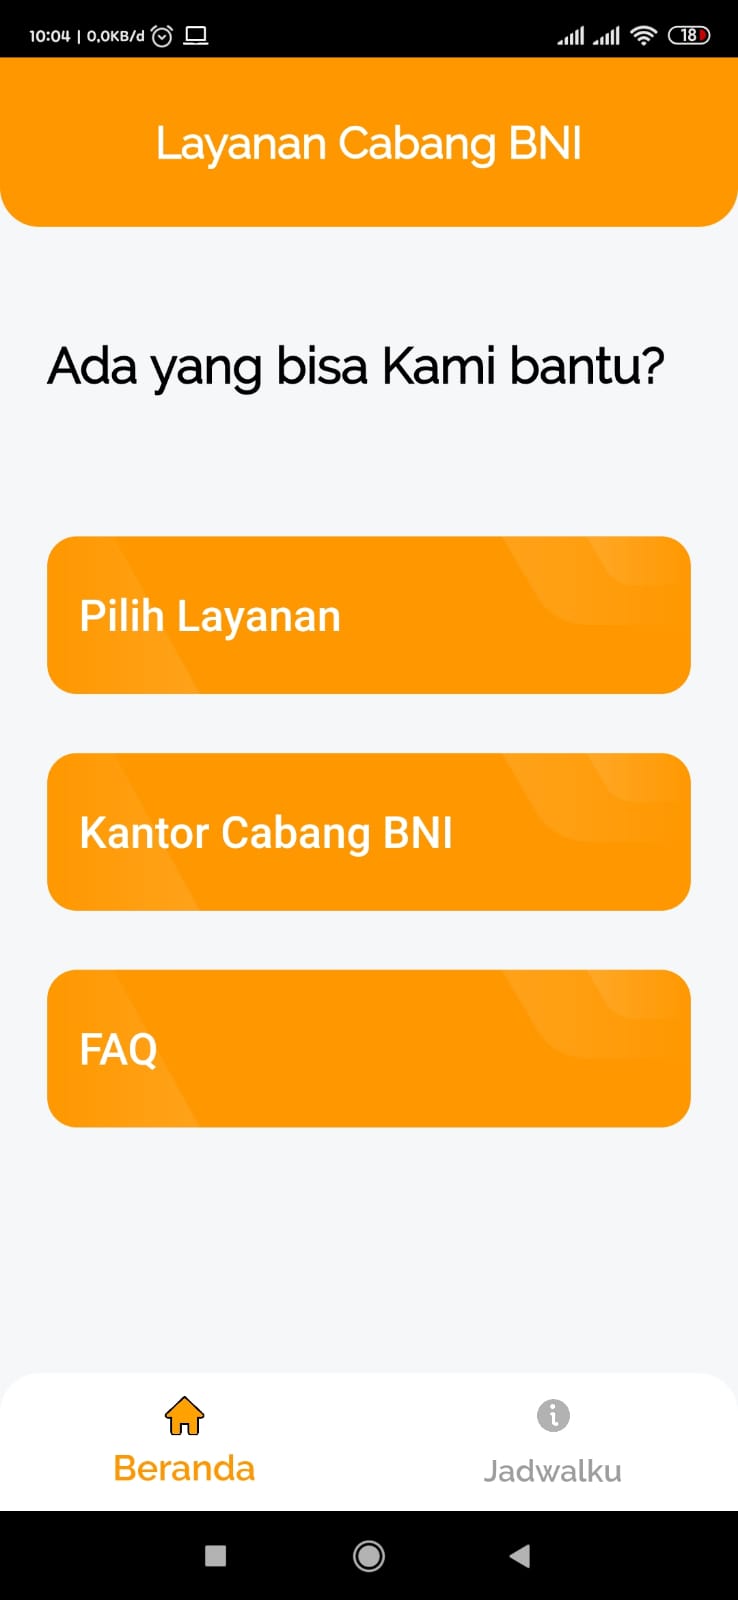 10:04 | 0,0KB/d
18
Layanan Cabang BNI
Ada yang bisa Kami bantu?
Pilih Layanan
Kantor Cabang BNI
FAQ
Beranda
Jadwalku